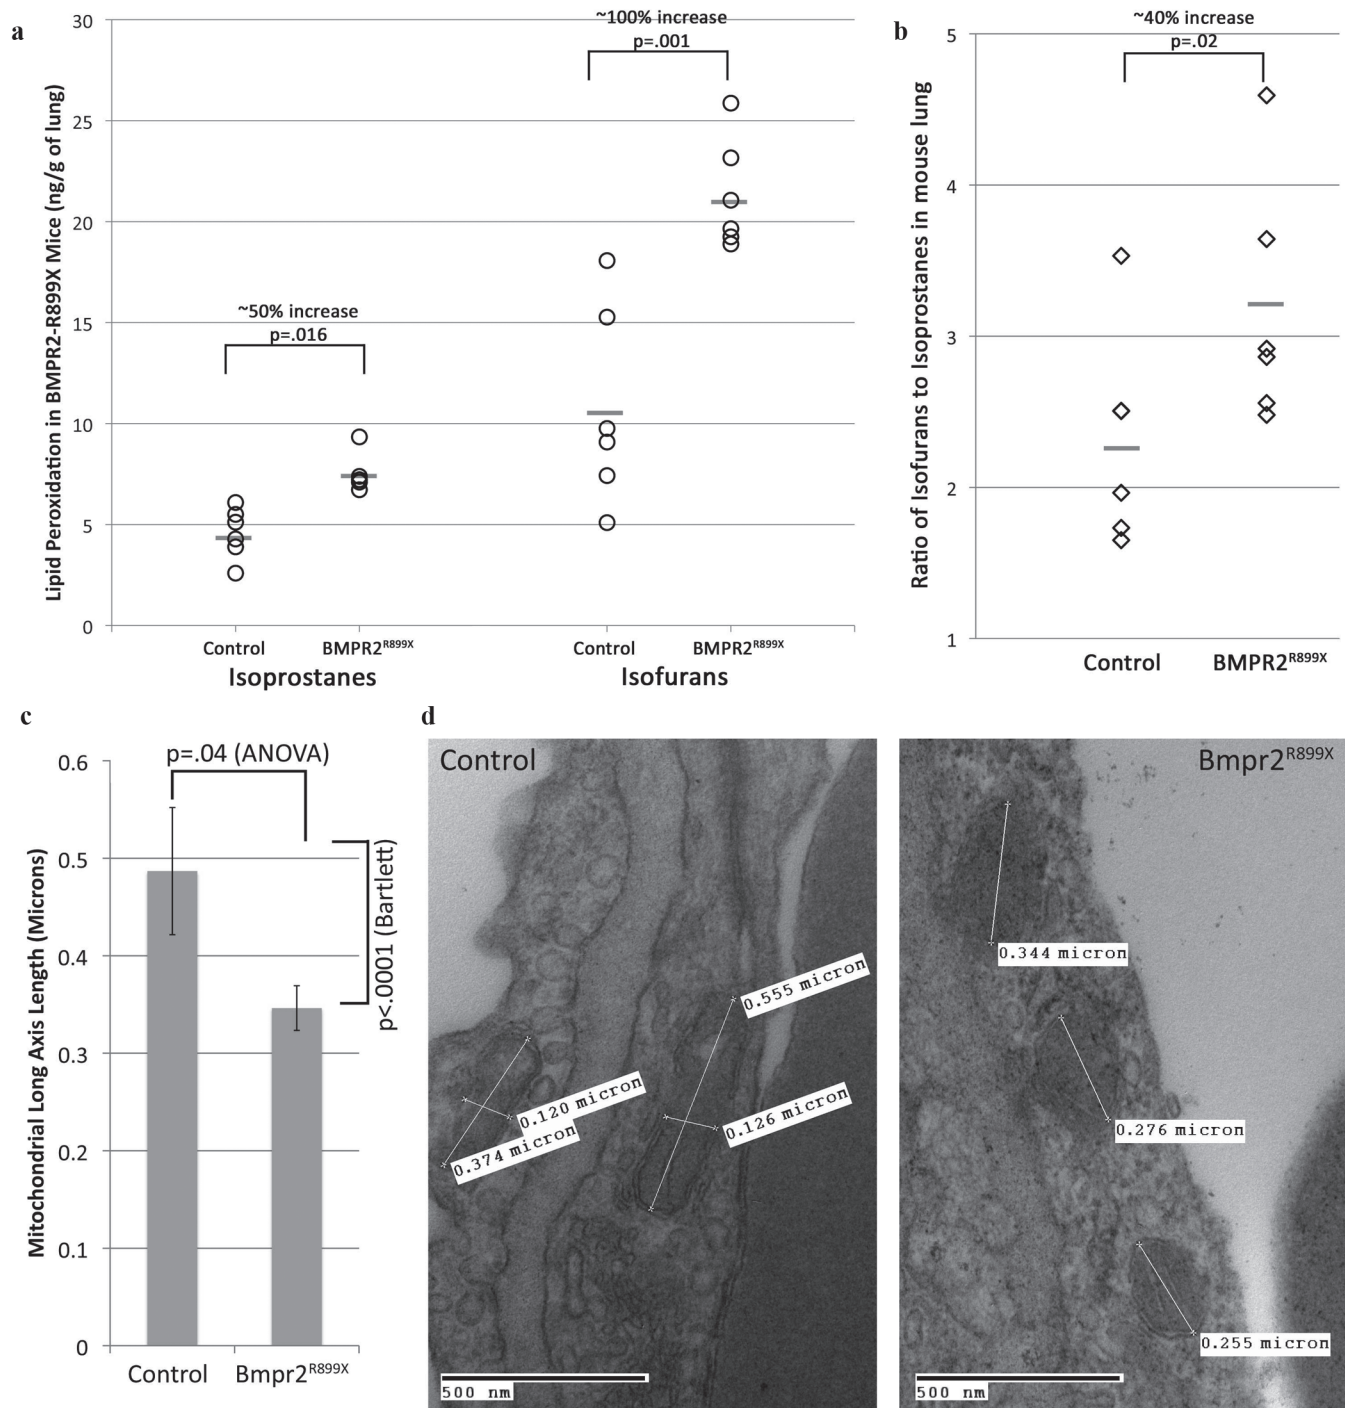 a
Lipid Peroxidation in BMPR2-R899X Mice (ng/g of lung)
30
25
20
15
10
5
0
~50% increase
p=.016
~100% increase
p=.001
Control
BMPR2R899X
Control
BMPR2R899X
Isoprostanes
Isofurans
b
Ratio of Isofurans to Isoprostanes in mouse lung
5
4
3
2
1
~40% increase
p=.02
Control
BMPR2R899X
c
Mitochondrial Long Axis Length (Microns)
0.6
0.5
0.4
0.3
0.2
0.1
0
p=.04 (ANOVA)
p<.0001 (Bartlett)
Control
Bmpr2R899X
d
Control
0.555 micron
0.120 micron
0.126 micron
0.374 micron
500 nm
Bmpr2R899X
0.344 micron
0.276 micron
0.255 micron
500 nm